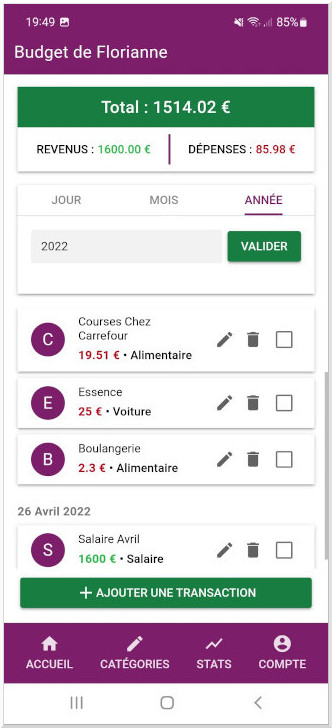 19:49 85%
Budget de Florianne
Total : 1514.02 €
REVENUS : 1600.00 € DÉPENSES : 85.98 €
JOUR MOIS ANNÉE
2022 VALIDER
Courses Chez
Carrefour
C
19.51 € • Alimentaire
Essence
E
25 € • Voiture
Boulangerie
B
2.3 € • Alimentaire
26 Avril 2022
Salaire Avril
S
1600 € • Salaire
+ AJOUTER UNE TRANSACTION
ACCUEIL CATÉGORIES STATS COMPTE